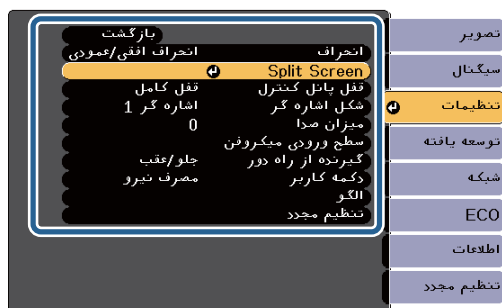 تصویر
سیگنال
تنظیمات
توسعه یافته
شبکه
ECO
اطلاعات
تنظیم مجدد
بازگشت
انحراف انحراف افقی/عمودی
Split Screen
قفل پانل کنترل قفل کامل
شکل اشاره گر اشاره گر 1
میزان صدا 0
سطح ورودی میکروفن
گیرنده از راه دور جلو/عقب
دکمه کاربر مصرف نیرو
الگو
تنظیم مجدد